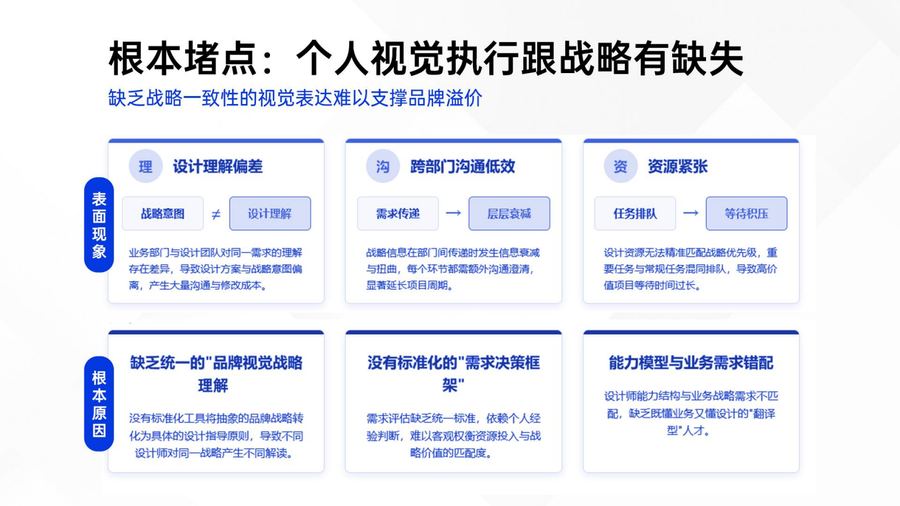 根本堵点：个人视觉执行跟战略有缺失
缺乏战略一致性的视觉表达难以支撑品牌溢价
表面现象
理 设计理解偏差
战略意图 ≠ 设计理解
业务部门与设计团队对同一需求的理解
存在差异，导致设计方案与战略意图偏
离，产生大量沟通与修改成本。
沟 跨部门沟通低效
需求传递 → 层层衰减
战略信息在部门间传递时发生信息衰减
与扭曲，每个环节都需额外沟通澄清，
显著延长项目周期。
资 资源紧张
任务排队 → 等待积压
设计资源无法精准匹配战略优先级，重
要任务与常规任务混同排队，导致高价
值项目等待时间过长。
根本原因
缺乏统一的"品牌视觉战略
理解
没有标准化工具将抽象的品牌战略转
化为具体的设计指导原则，导致不同
设计师对同一战略产生不同解读。
没有标准化的"需求决策框
架"
需求评估缺乏统一标准，依赖个人经
验判断，难以客观权衡资源投入与战
略价值的匹配度。
能力模型与业务需求错配
设计师能力结构与业务战略需求不匹
配，缺乏既懂业务又懂设计的"翻译
型"人才。